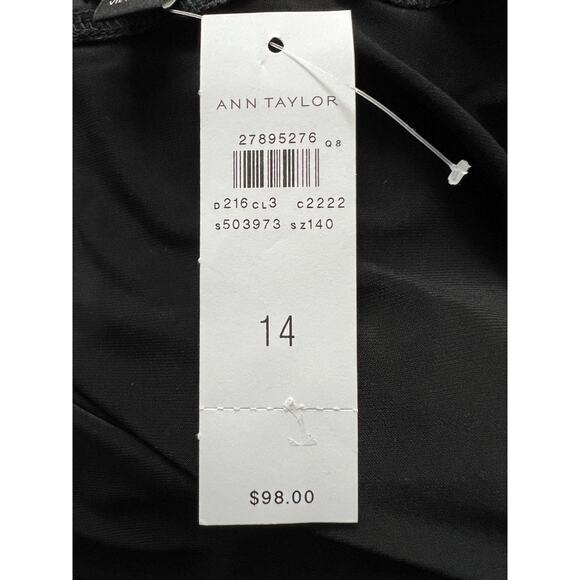 ANN TAYLOR
27895276 Q8
D216 CL3 C2222
S503973 SZ140
14
$98.00